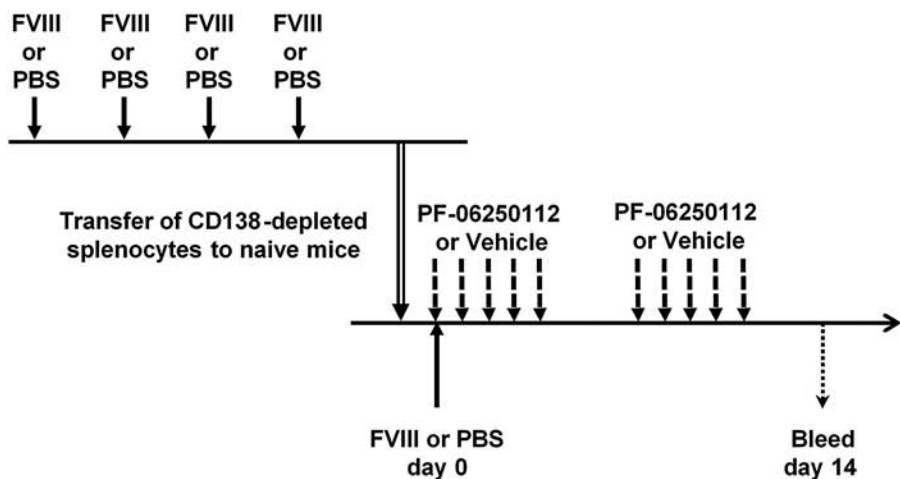 FVIII FVIII FVIII FVIII
or or or or
PBS PBS PBS PBS
Transfer of CD138-depleted
splenocytes to naive mice
PF-06250112
or Vehicle
PF-06250112
or Vehicle
FVIII or PBS
day 0
Bleed
day 14